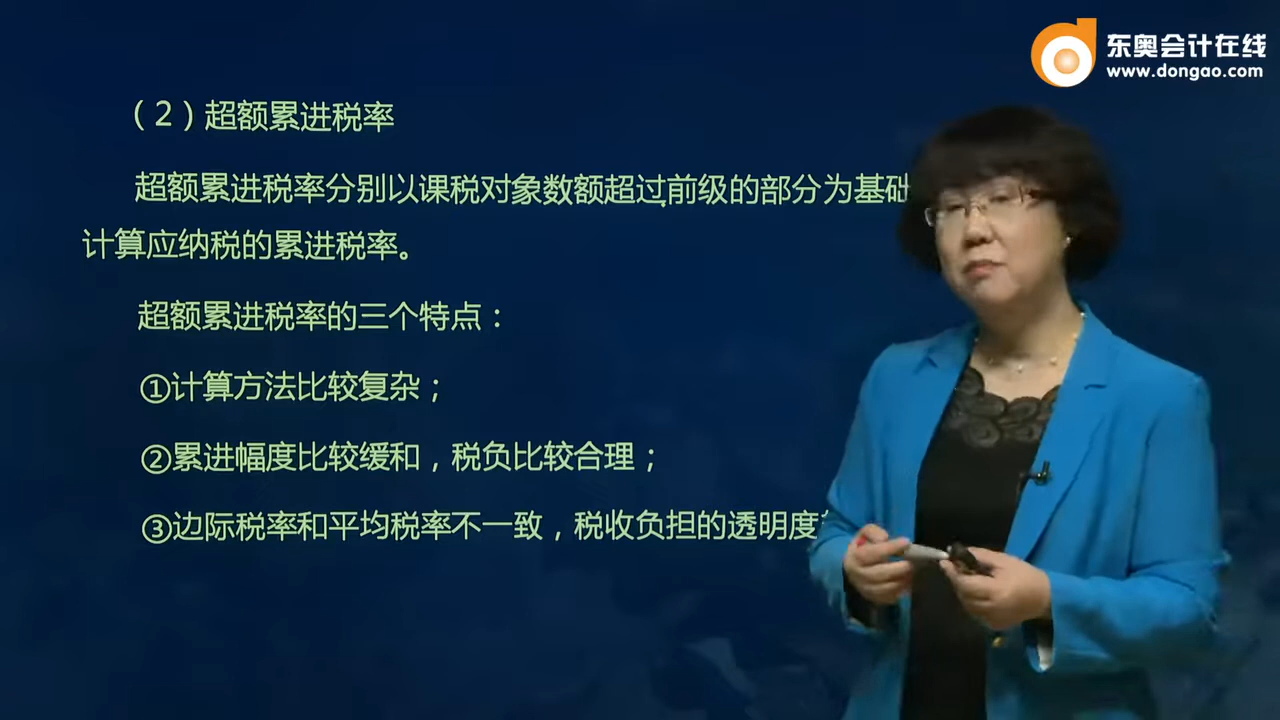 东奥会计在线
www.dongao.com
（2）超额累进税率
超额累进税率分别以课税对象数额超过前级的部分为基础
计算应纳税的累进税率。
超额累进税率的三个特点：
①计算方法比较复杂；
②累进幅度比较缓和，税负比较合理；
③边际税率和平均税率不一致，税收负担的透明度